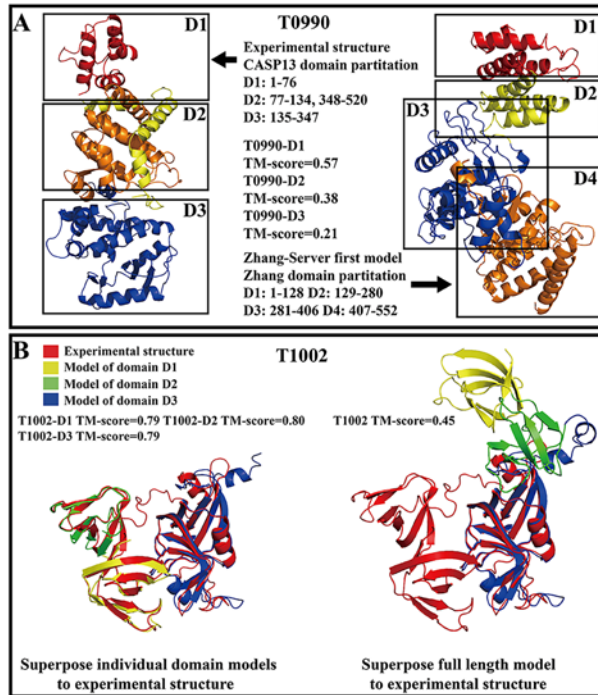 A
T0990
D1
D2
D3
Experimental structure
CASP13 domain partitation
D1: 1-76
D2: 77-134, 348-520
D3: 135-347
T0990-D1
TM-score=0.57
T0990-D2
TM-score=0.38
T0990-D3
TM-score=0.21
Zhang-Server first model
Zhang domain partitation
D1: 1-128 D2: 129-280
D3: 281-406 D4: 407-552
D1
D2
D3
D4
B
T1002
Experimental structure
Model of domain D1
Model of domain D2
Model of domain D3
T1002-D1 TM-score=0.79 T1002-D2 TM-score=0.80
T1002-D3 TM-score=0.79
T1002 TM-score=0.45
Superpose individual domain models
to experimental structure
Superpose full length model
to experimental structure